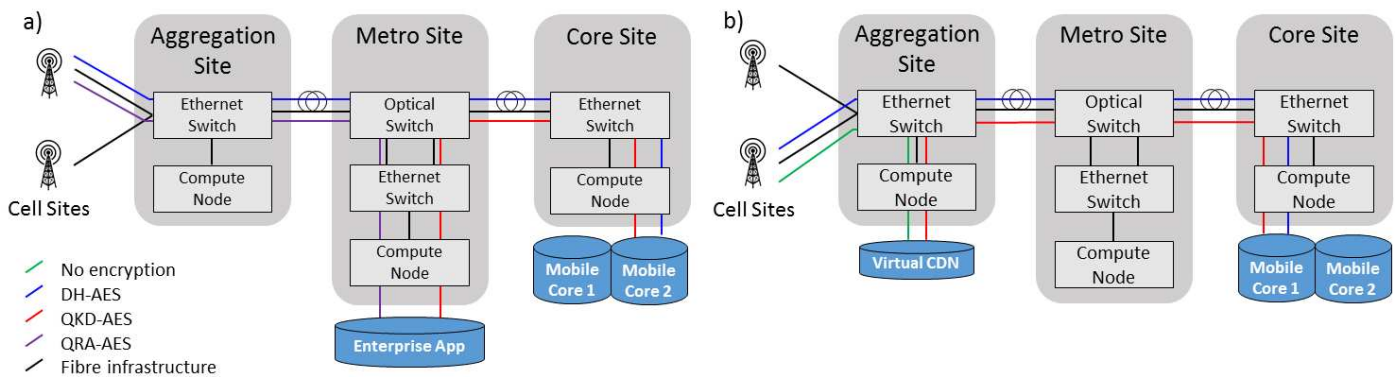 a)
Aggregation
Site
Metro Site
Core Site
Ethernet
Switch
Optical
Switch
Ethernet
Switch
Compute
Node
Ethernet
Switch
Compute
Node
Cell Sites
Compute
Node
Mobile
Core 1
Mobile
Core 2
No encryption
DH-AES
QKD-AES
QRA-AES
Fibre infrastructure
Enterprise App
b)
Aggregation
Site
Metro Site
Core Site
Ethernet
Switch
Optical
Switch
Ethernet
Switch
Compute
Node
Ethernet
Switch
Compute
Node
Cell Sites
Virtual CDN
Compute
Node
Mobile
Core 1
Mobile
Core 2